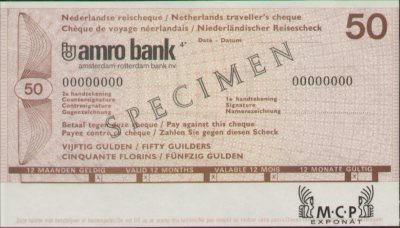 Nederlandse reischeque / Netherlands traveller's cheque
Chèque de voyage néerlandais / Niederländischer Reisescheck
50
amro bank
Date - Datum
amsterdam-rotterdam bank nv
50
00000000
00000000
SPECIMEN
2e handtekening
Countersignature
Contresignature
Gegenzeichnung
1e handtekening
Signature
Signature
Namenszeichnung
Betaal tegen deze cheque / Pay against this cheque
Payez contre ce chèque / Zahlen Sie gegen diesen Scheck
VIJFTIG GULDEN / FIFTY GUILDERS
CINQUANTE FLORINS / FÜNFZIG GULDEN
12 MAANDEN GELDIG
VALID 12 MONTHS
VALABLE 12 MOIS
12 MONATE GÜLTIG
M·C·P
EXPONÁT